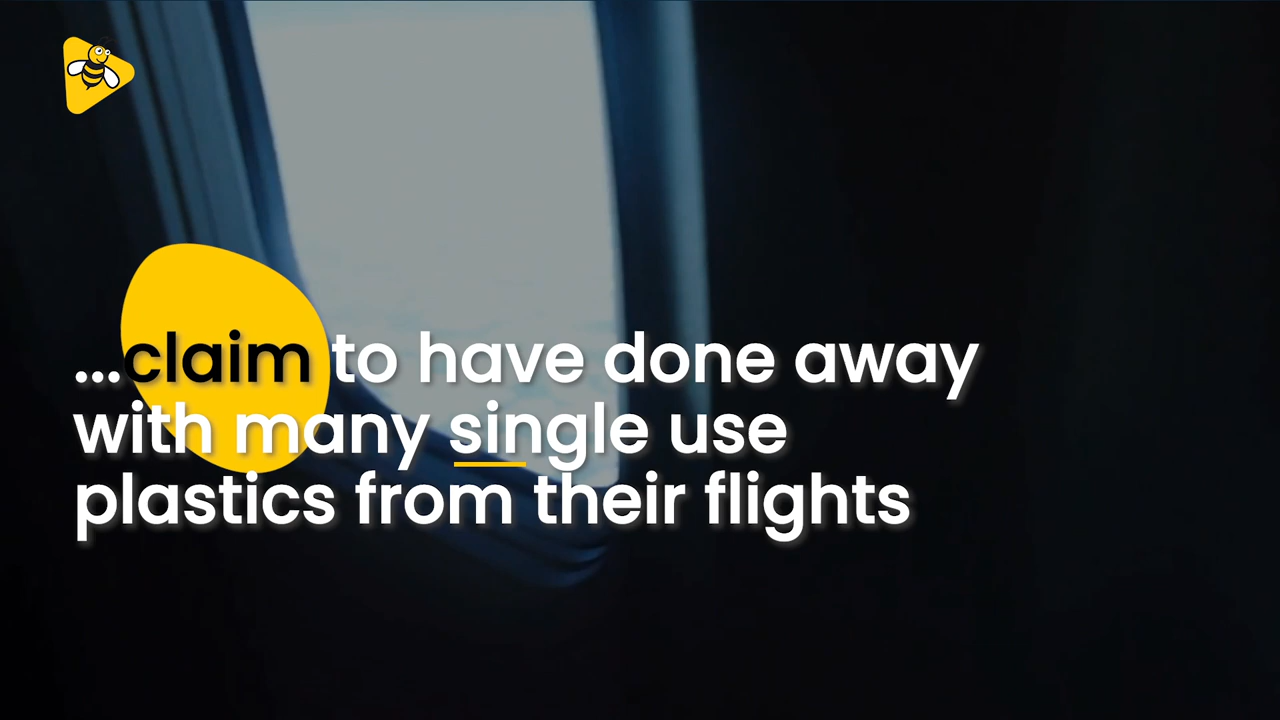 ...claim to have done away
with many single use
plastics from their flights